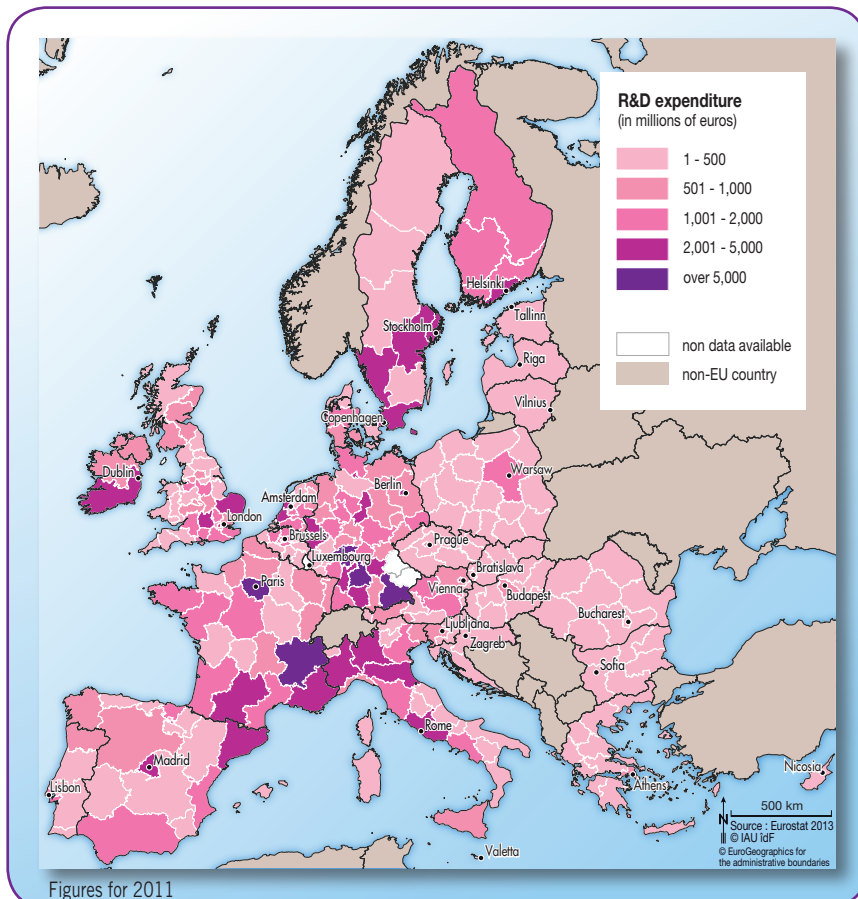 R&D expenditure
(in millions of euros)
1 - 500
501 - 1,000
1,001 - 2,000
2,001 - 5,000
over 5,000
non data available
non-EU country
Helsinki
Tallinn
Stockholm
Riga
Vilnius
Copenhagen
Dublin
Berlin
Warsaw
Amsterdam
London
Brussels
Prague
Luxembourg
Bratislava
Paris
Vienna
Budapest
Ljubljana
Bucharest
Zagreb
Sofia
Rome
Madrid
Nicosia
Lisbon
Athens
500 km
N
Source : Eurostat 2013
© IAU îdF
© EuroGeographics for
the administrative boundaries
Valetta
Figures for 2011